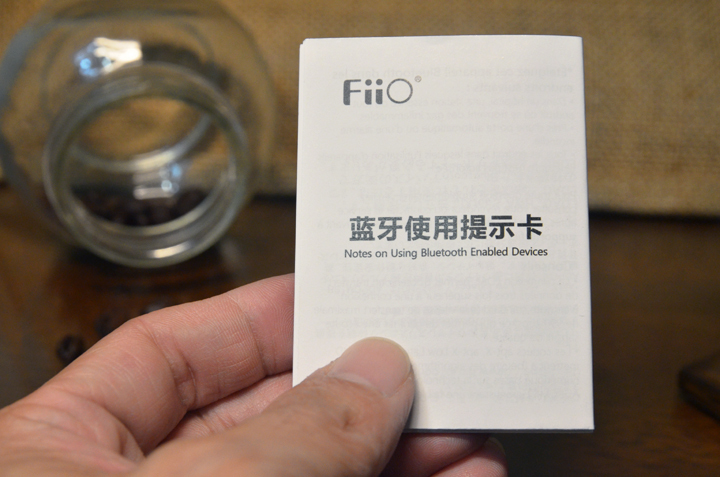 FiiO®
蓝牙使用提示卡
Notes on Using Bluetooth Enabled Devices